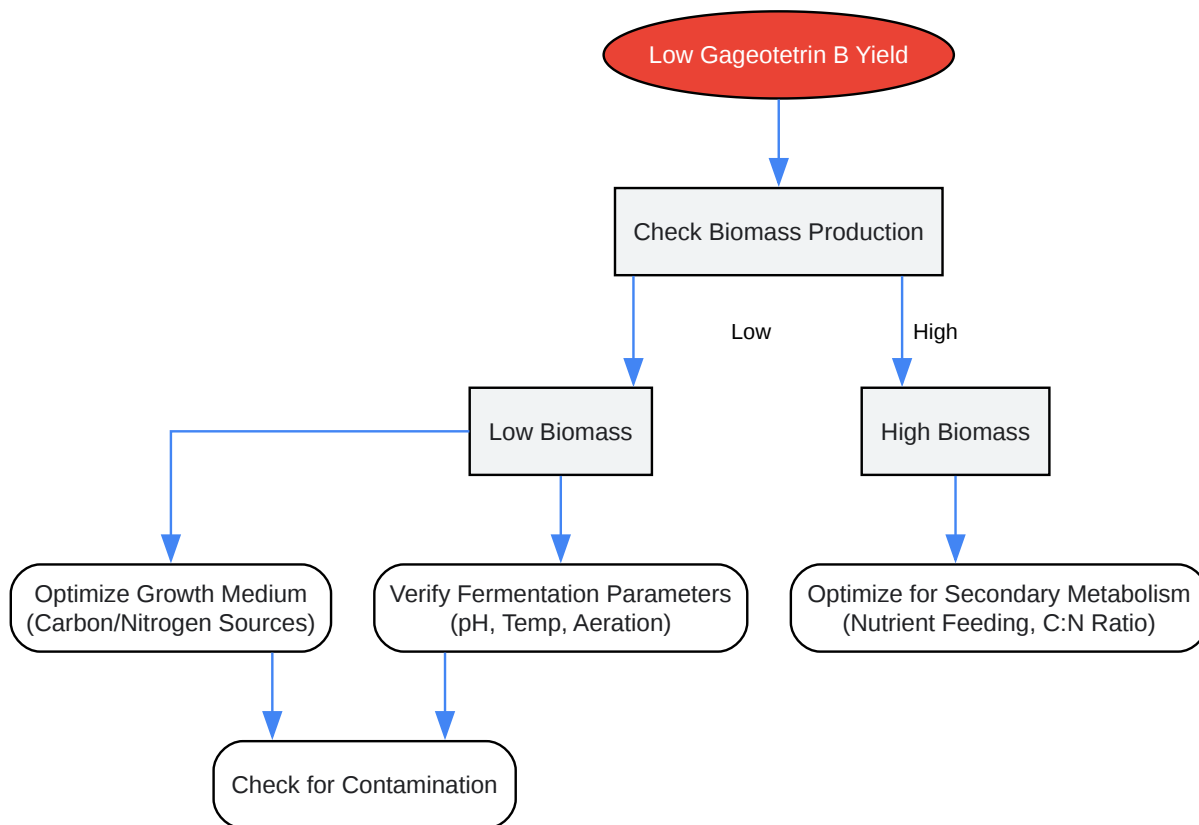 Low Gageotetrin B Yield
Check Biomass Production
Low
High
Low Biomass
High Biomass
Optimize Growth Medium
(Carbon/Nitrogen Sources)
Verify Fermentation Parameters
(pH, Temp, Aeration)
Optimize for Secondary Metabolism
(Nutrient Feeding, C:N Ratio)
Check for Contamination